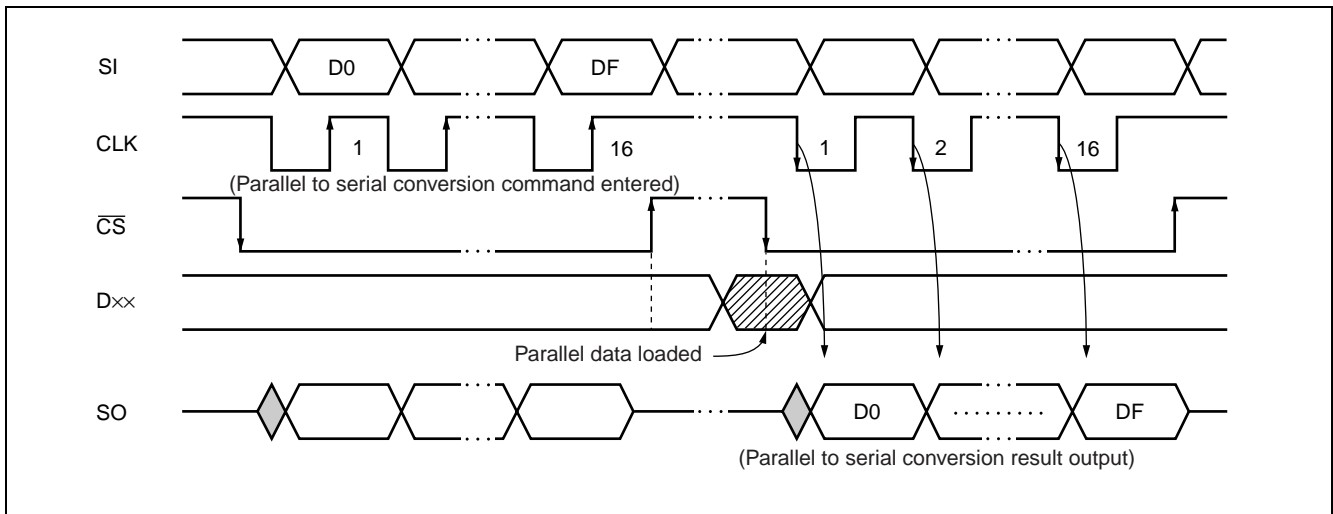 SI D0 DF
CLK 1 16 1 2 16
(Parallel to serial conversion command entered)
CS
D××
Parallel data loaded
SO D0 DF
(Parallel to serial conversion result output)